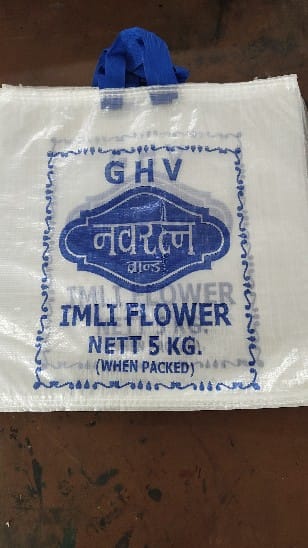 GHV
नवरत्न
ब्रान्ड
IMLI FLOWER
NETT 5 KG.
(WHEN PACKED)